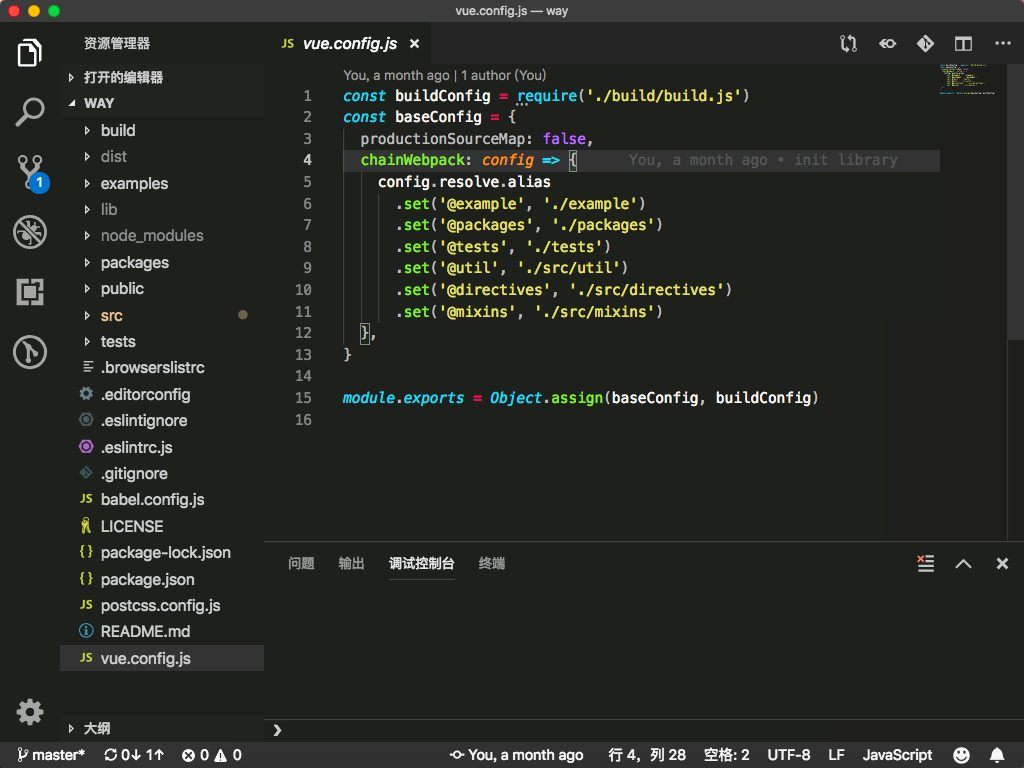 vue.config.js — way
资源管理器
打开的编辑器
WAY
build
dist
examples
lib
node_modules
packages
public
src
tests
.browserslistrc
.editorconfig
.eslintignore
.eslintrc.js
.gitignore
JS babel.config.js
LICENSE
{} package-lock.json
{} package.json
JS postcss.config.js
README.md
JS vue.config.js
大纲
1
JS vue.config.js ×
You, a month ago | 1 author (You)
1 const buildConfig = require('./build/build.js')
2 const baseConfig = {
3 productionSourceMap: false,
4 chainWebpack: config => { You, a month ago • init library
5 config.resolve.alias
6 .set('@example', './example')
7 .set('@packages', './packages')
8 .set('@tests', './tests')
9 .set('@util', './src/util')
10 .set('@directives', './src/directives')
11 .set('@mixins', './src/mixins')
12 },
13 }
14
15 module.exports = Object.assign(baseConfig, buildConfig)
16
问题 输出 调试控制台 终端
master* 0↓ 1↑ 0 0 You, a month ago 行 4，列 28 空格: 2 UTF-8 LF JavaScript